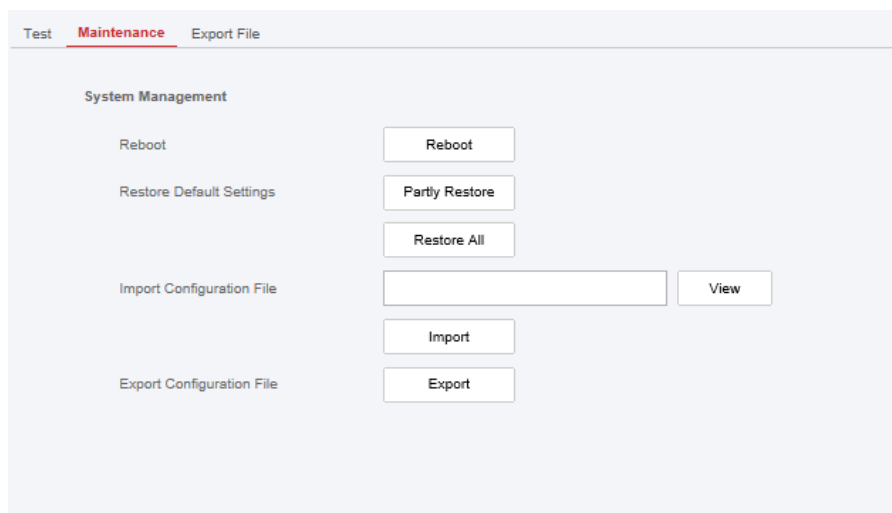 Test Maintenance Export File
System Management
Reboot Reboot
Restore Default Settings Partly Restore
Restore All
Import Configuration File View
Import
Export Configuration File Export